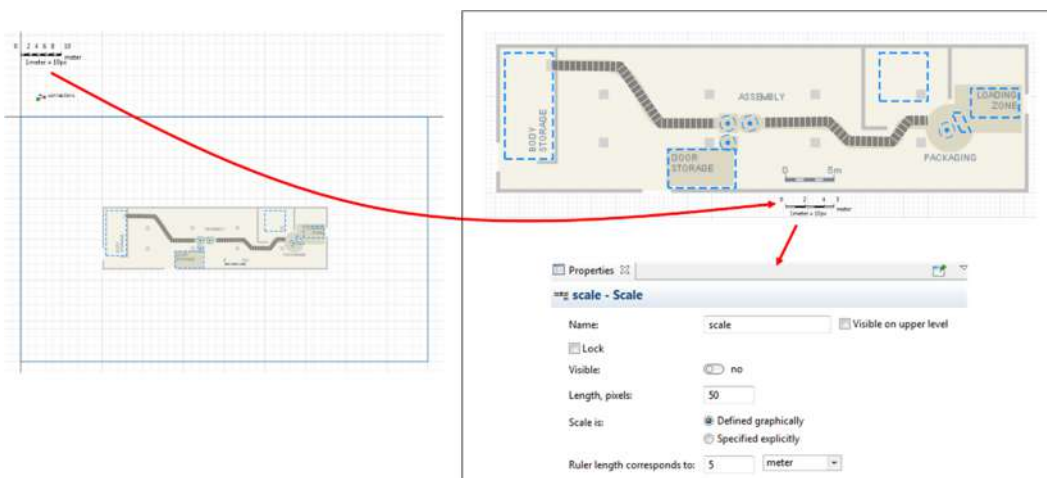 0 2 4 6 8 10
meter
1meter = 10px
BODY
STORAGE
ASSEMBLY
LOADING
ZONE
DOOR
STORAGE
PACKAGING
0 5m
0 2 4 5
meter
1meter = 10px
Properties
scale - Scale
Name: scale Visible on upper level
Lock
Visible: no
Length, pixels: 50
Scale is: Defined graphically
Specified explicitly
Ruler length corresponds to: 5 meter